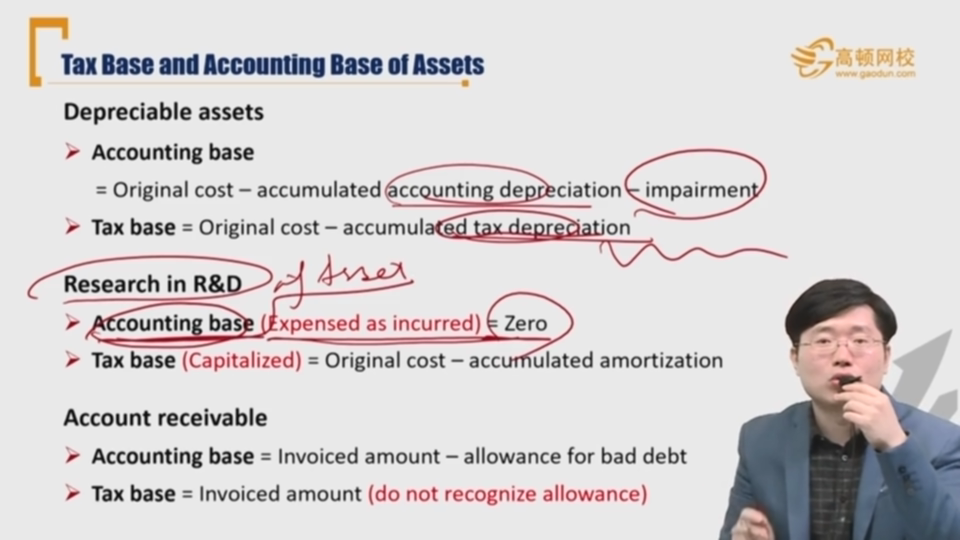 Tax Base and Accounting Base of Assets
高顿网校
www.gaodun.com
Depreciable assets
Accounting base
= Original cost – accumulated accounting depreciation – impairment
Tax base = Original cost – accumulated tax depreciation
Research in R&D
of Asset
Accounting base (Expensed as incurred) = Zero
Tax base (Capitalized) = Original cost – accumulated amortization
Account receivable
Accounting base = Invoiced amount – allowance for bad debt
Tax base = Invoiced amount (do not recognize allowance)